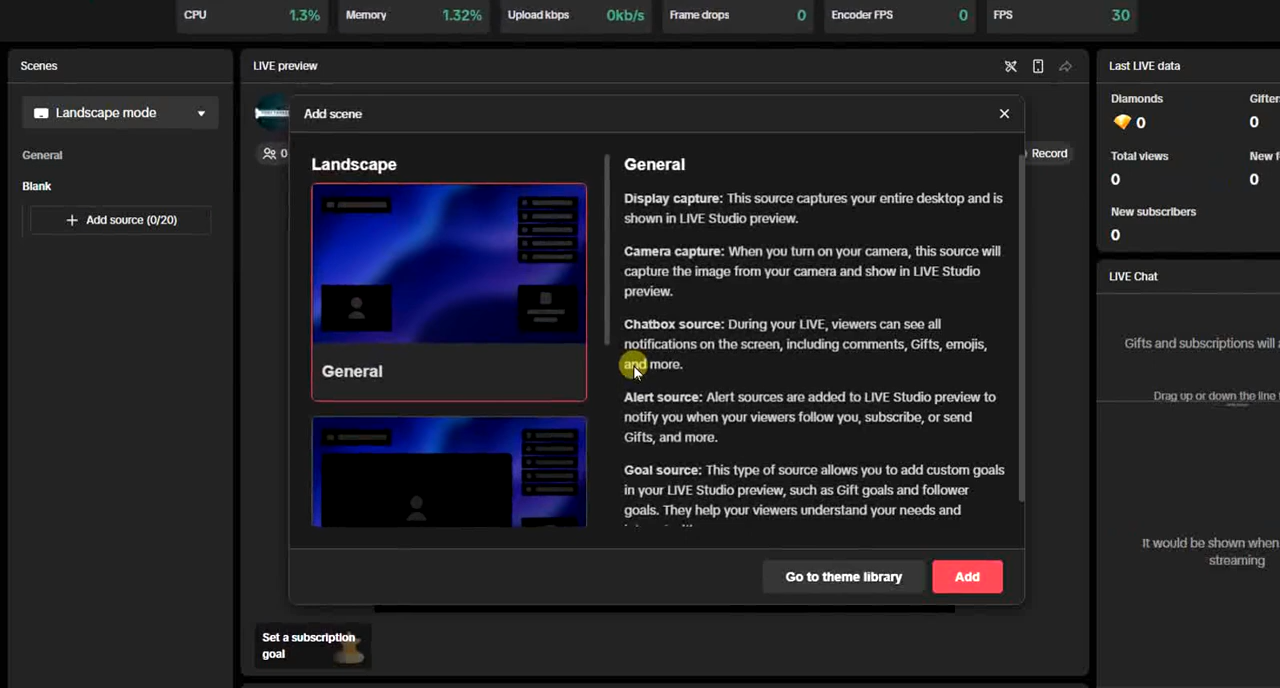 CPU 1.3%
Memory 1.32%
Upload kbps 0kb/s
Frame drops 0
Encoder FPS 0
FPS 30
Scenes
Landscape mode
General
Blank
Add source (0/20)
LIVE preview
0
Record
Add scene
Landscape
General
General
Display capture: This source captures your entire desktop and is
shown in LIVE Studio preview.
Camera capture: When you turn on your camera, this source will
capture the image from your camera and show in LIVE Studio
preview.
Chatbox source: During your LIVE, viewers can see all
notifications on the screen, including comments, Gifts, emojis,
and more.
Alert source: Alert sources are added to LIVE Studio preview to
notify you when your viewers follow you, subscribe, or send
Gifts, and more.
Goal source: This type of source allows you to add custom goals
in your LIVE Studio preview, such as Gift goals and follower
goals. They help your viewers understand your needs and
Go to theme library
Add
Set a subscription
goal
Last LIVE data
Diamonds
0
Gifter
0
Total views
0
New f
0
New subscribers
0
LIVE Chat
Gifts and subscriptions will a
Drag up or down the line
It would be shown when
streaming